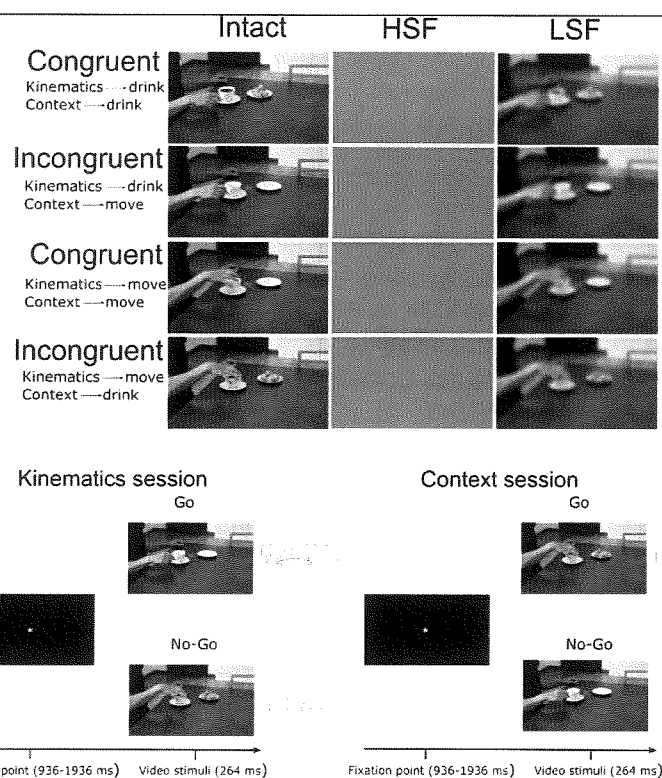 Intact HSF LSF
Congruent
Kinematics → drink
Context → drink
Incongruent
Kinematics → drink
Context → move
Congruent
Kinematics → move
Context → move
Incongruent
Kinematics → move
Context → drink
Kinematics session
Go
No-Go
point (936-1936 ms) Video stimuli (264 ms)
Context session
Go
No-Go
Fixation point (936-1936 ms) Video stimuli (264 ms)